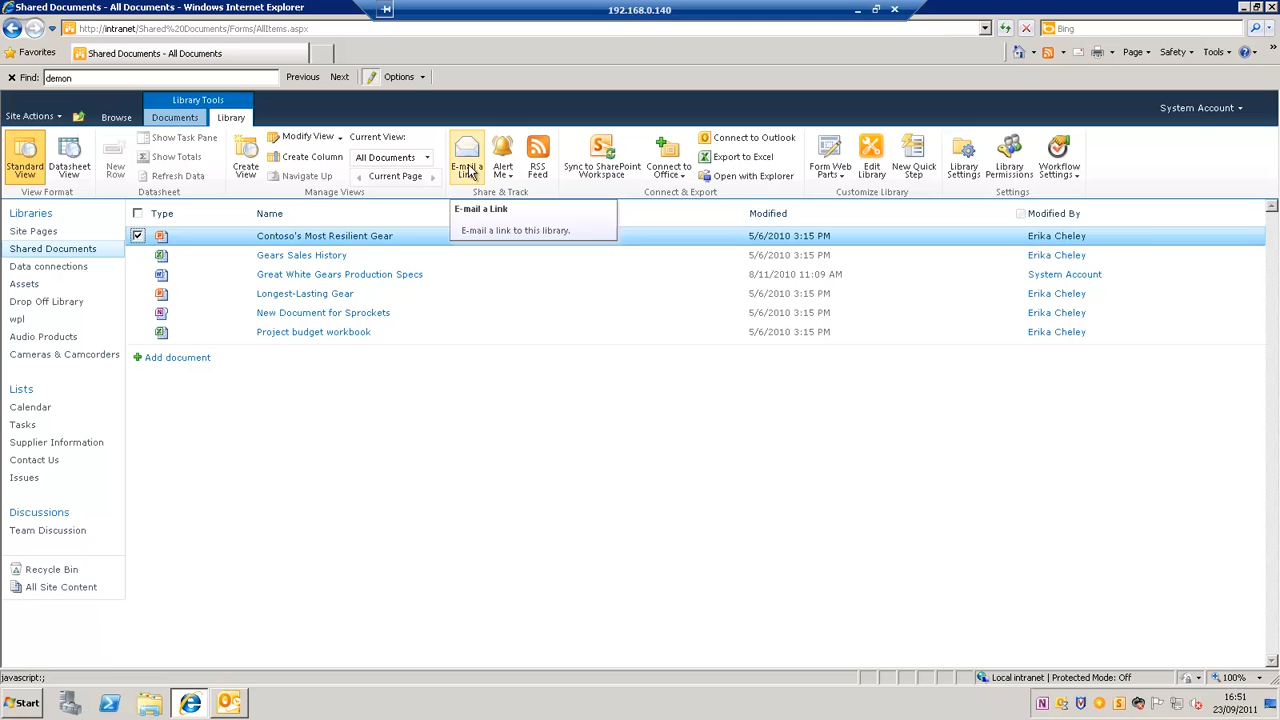 Shared Documents - All Documents - Windows Internet Explorer
192.168.0.140
http://intranet/Shared%20Documents/Forms/AllItems.aspx
Bing
Favorites
Shared Documents - All Documents
Page
Safety
Tools
Find: demon
Previous
Next
Options
Library Tools
System Account
Site Actions
Browse
Documents
Library
Standard View
Datasheet View
New Row
Show Task Pane
Show Totals
Refresh Data
Create View
Modify View
Create Column
Navigate Up
Current View:
All Documents
Current Page
E-mail a Link
Alert Me
RSS Feed
Sync to SharePoint Workspace
Connect to Office
Connect to Outlook
Export to Excel
Open with Explorer
Form Web Parts
Edit Library
New Quick Step
Library Settings
Library Permissions
Workflow Settings
View Format
Datasheet
Manage Views
Share & Track
Connect & Export
Customize Library
Settings
E-mail a Link
E-mail a link to this library.
Libraries
Site Pages
Shared Documents
Data connections
Assets
Drop Off Library
wpl
Audio Products
Cameras & Camcorders
Lists
Calendar
Tasks
Supplier Information
Contact Us
Issues
Discussions
Team Discussion
Recycle Bin
All Site Content
Type Name Modified Modified By
Contoso's Most Resilient Gear 5/6/2010 3:15 PM Erika Cheley
Gears Sales History 5/6/2010 3:15 PM Erika Cheley
Great White Gears Production Specs 8/11/2010 11:09 AM System Account
Longest-Lasting Gear 5/6/2010 3:15 PM Erika Cheley
New Document for Sprockets 5/6/2010 3:15 PM Erika Cheley
Project budget workbook 5/6/2010 3:15 PM Erika Cheley
Add document
javascript:;
Local intranet | Protected Mode: Off
100%
Start
16:51
23/09/2011